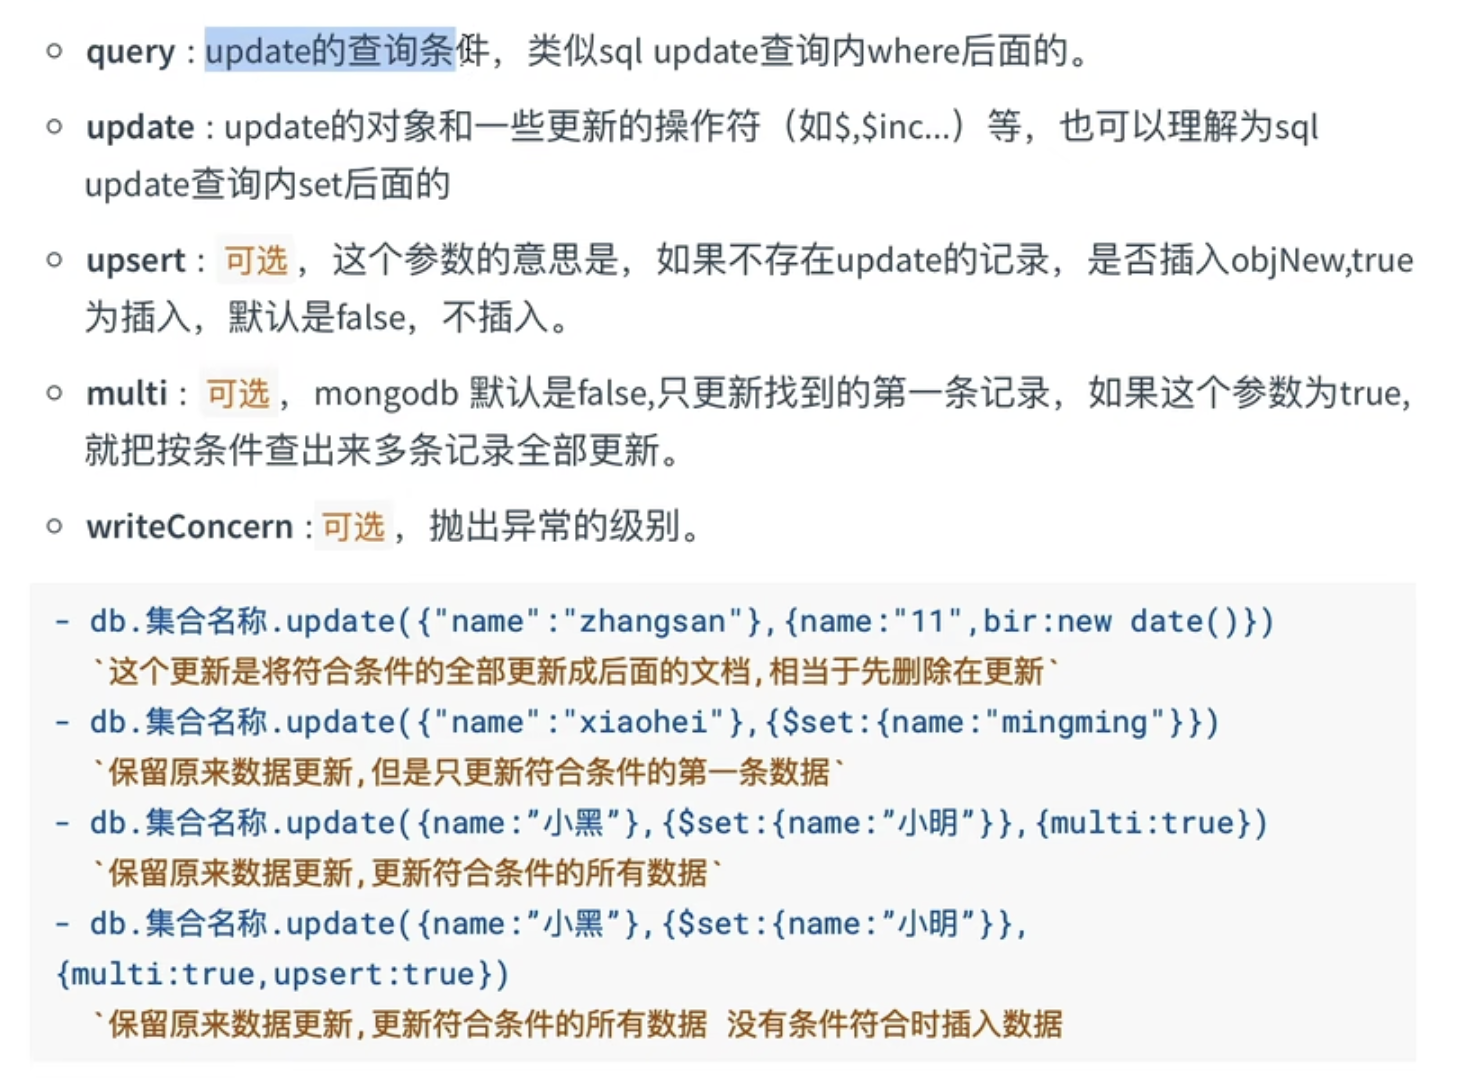 query : update的查询条件，类似sql update查询内where后面的。
update : update的对象和一些更新的操作符（如$,$inc...）等，也可以理解为sql
update查询内set后面的
upsert : 可选，这个参数的意思是，如果不存在update的记录，是否插入objNew,true
为插入，默认是false，不插入。
multi : 可选，mongodb 默认是false,只更新找到的第一条记录，如果这个参数为true,
就把按条件查出来多条记录全部更新。
writeConcern :可选，抛出异常的级别。
- db.集合名称.update({"name":"zhangsan"},{name:"11",bir:new date()})
`这个更新是将符合条件的全部更新成后面的文档,相当于先删除在更新`
- db.集合名称.update({"name":"xiaohei"},{$set:{name:"mingming"}})
`保留原来数据更新,但是只更新符合条件的第一条数据`
- db.集合名称.update({name:”小黑”},{$set:{name:”小明”}},{multi:true})
`保留原来数据更新,更新符合条件的所有数据`
- db.集合名称.update({name:”小黑”},{$set:{name:”小明”}},
{multi:true,upsert:true})
`保留原来数据更新,更新符合条件的所有数据 没有条件符合时插入数据